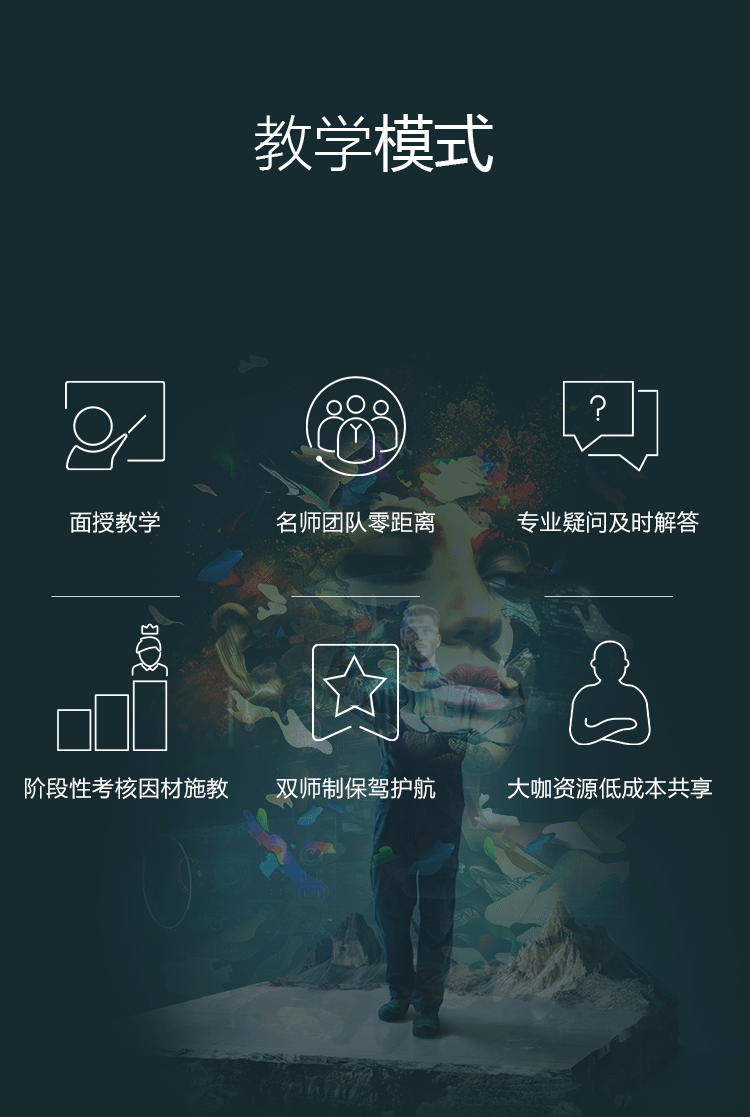 教学模式
?
面授教学
名师团队零距离
专业疑问及时解答
阶段性考核因材施教
双师制保驾护航
大咖资源低成本共享